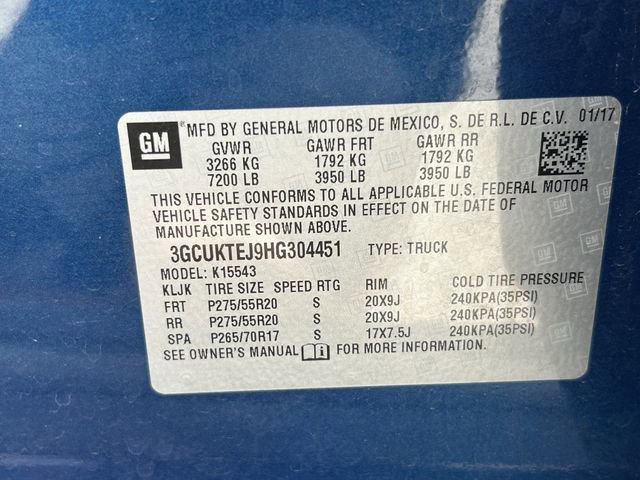 GM ® MFD BY GENERAL MOTORS DE MEXICO, S. DE R.L. DE C.V. 01/17
GVWR GAWR FRT GAWR RR
3266 KG 1792 KG 1792 KG
7200 LB 3950 LB 3950 LB
THIS VEHICLE CONFORMS TO ALL APPLICABLE U.S. FEDERAL MOTOR
VEHICLE SAFETY STANDARDS IN EFFECT ON THE DATE OF
MANUFACTURE SHOWN ABOVE.
3GCUKTEJ9HG304451 TYPE: TRUCK
MODEL: K15543
KLJK TIRE SIZE SPEED RTG RIM COLD TIRE PRESSURE
FRT P275/55R20 S 20X9J 240KPA(35PSI)
RR P275/55R20 S 20X9J 240KPA(35PSI)
SPA P265/70R17 S 17X7.5J 240KPA(35PSI)
SEE OWNER'S MANUAL FOR MORE INFORMATION.